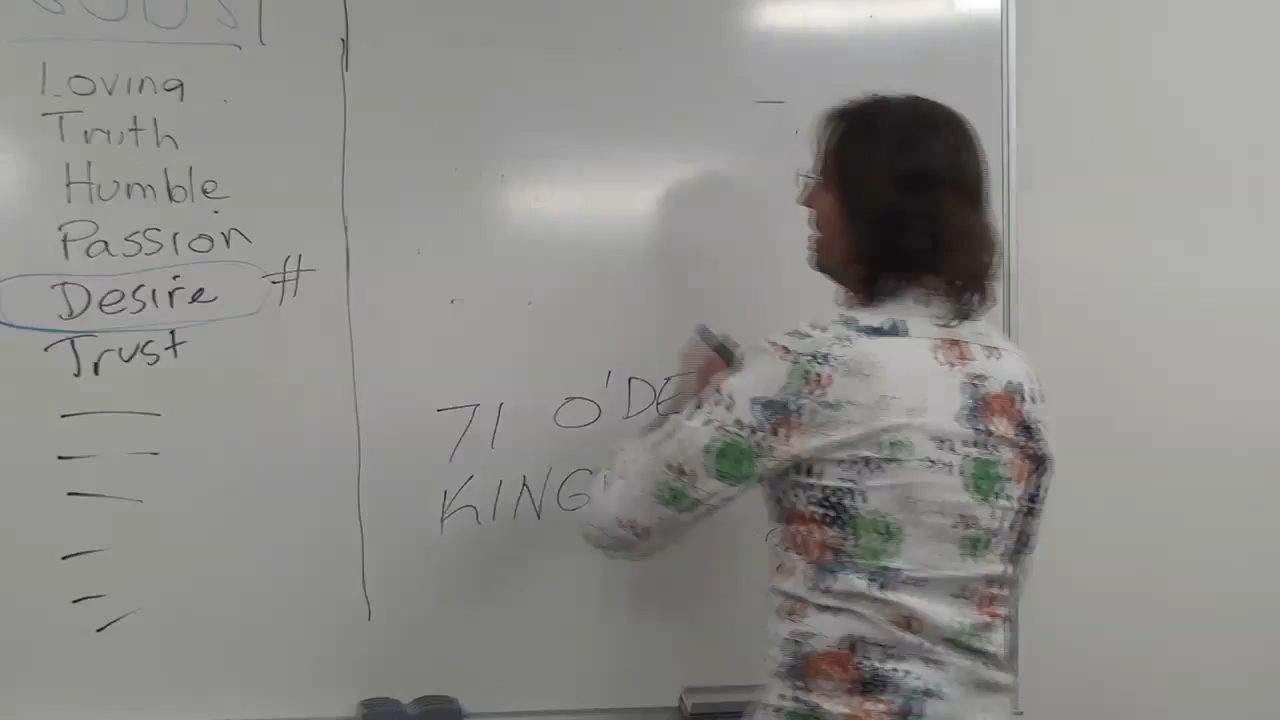 Loving
Truth
Humble
Passion
Desire #
Trust
71 O'DE
KING